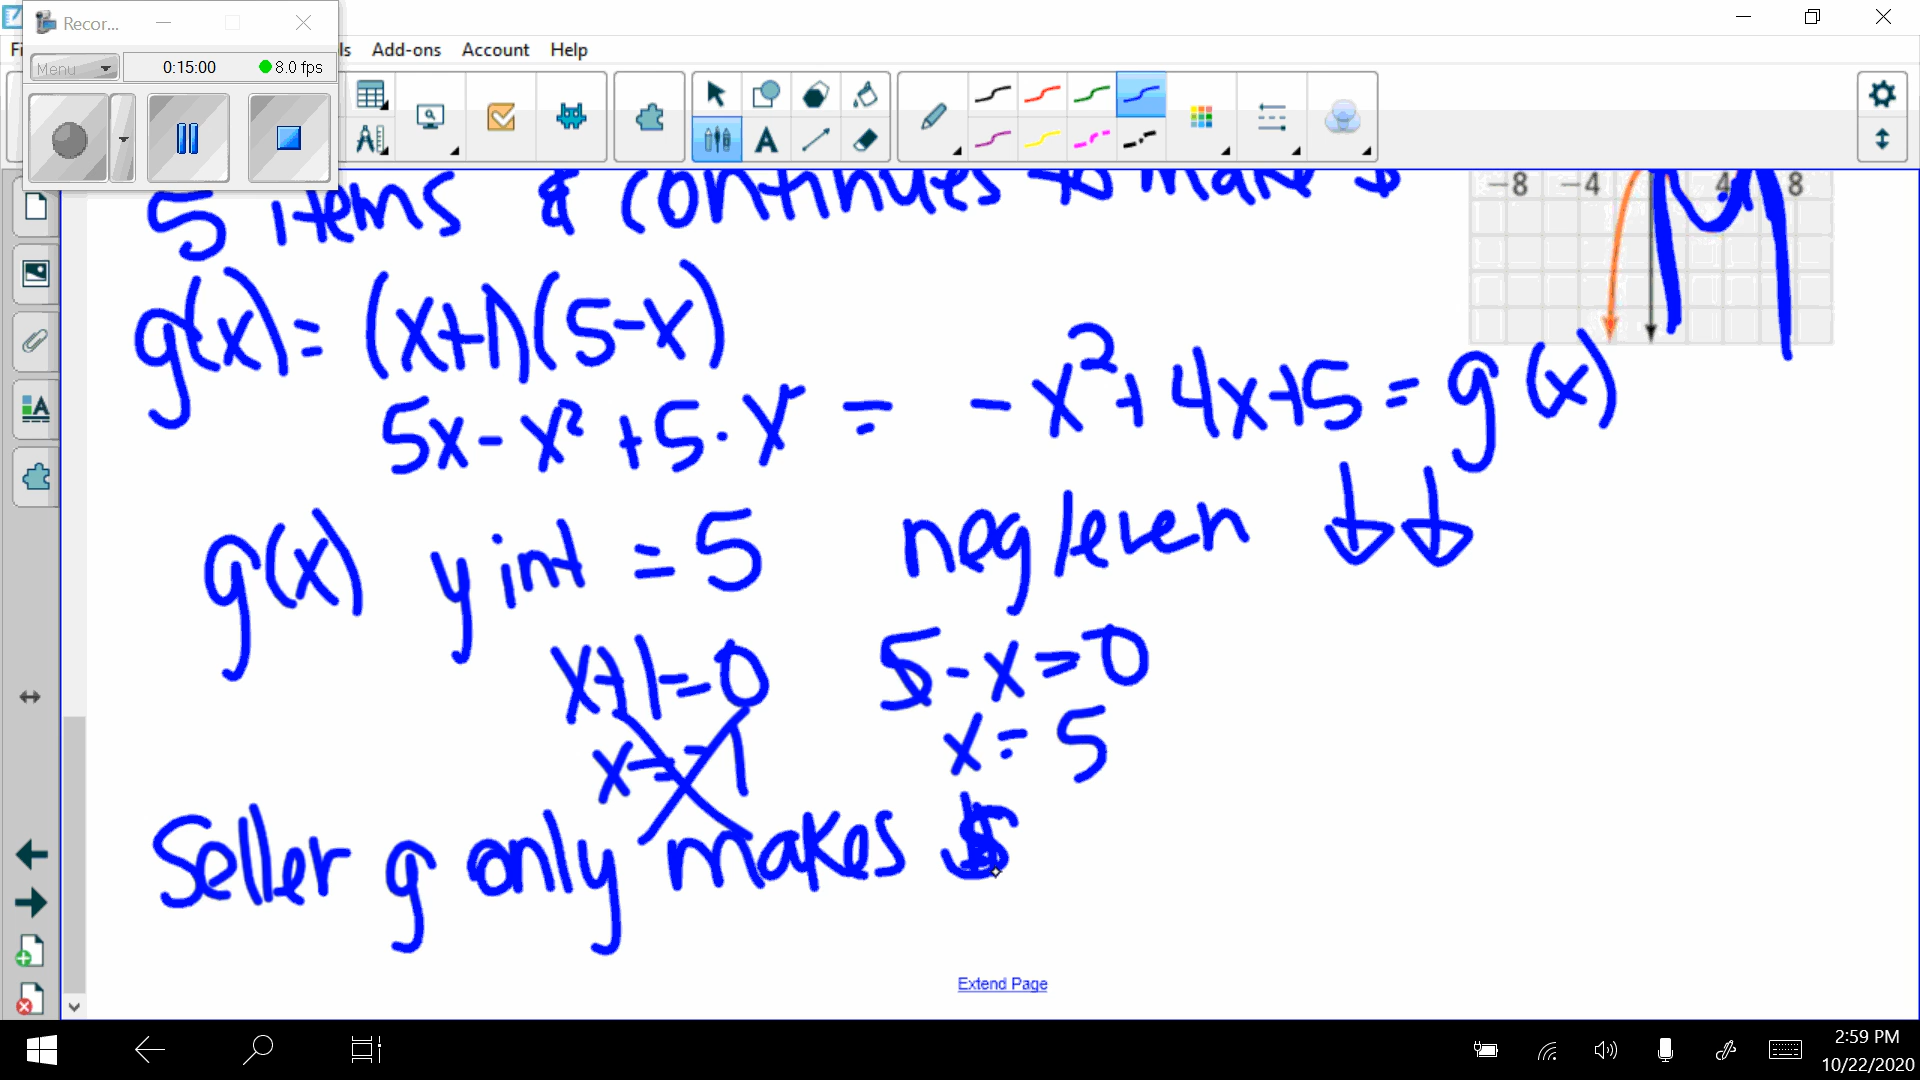 Recor...
Menu 0:15:00 8.0 fps
Add-ons Account Help
5 items & continues to make $
-8 -4 4 8
g(x) = (x+1)(5-x)
5x - x² + 5 - x = -x² + 4x + 5 = g(x)
g(x) y int = 5 neg/even ↓↓
x+1=0 5-x=0
x=-1 x=5
Seller g only makes $
Extend Page
2:59 PM
10/22/2020